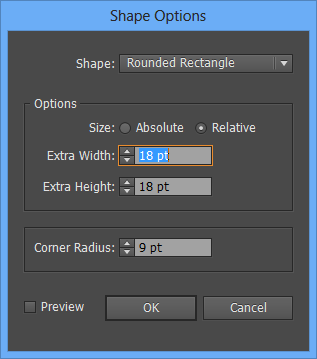 Shape Options
Shape: Rounded Rectangle
Options
Size: Absolute Relative
Extra Width: 18 pt
Extra Height: 18 pt
Corner Radius: 9 pt
Preview OK Cancel